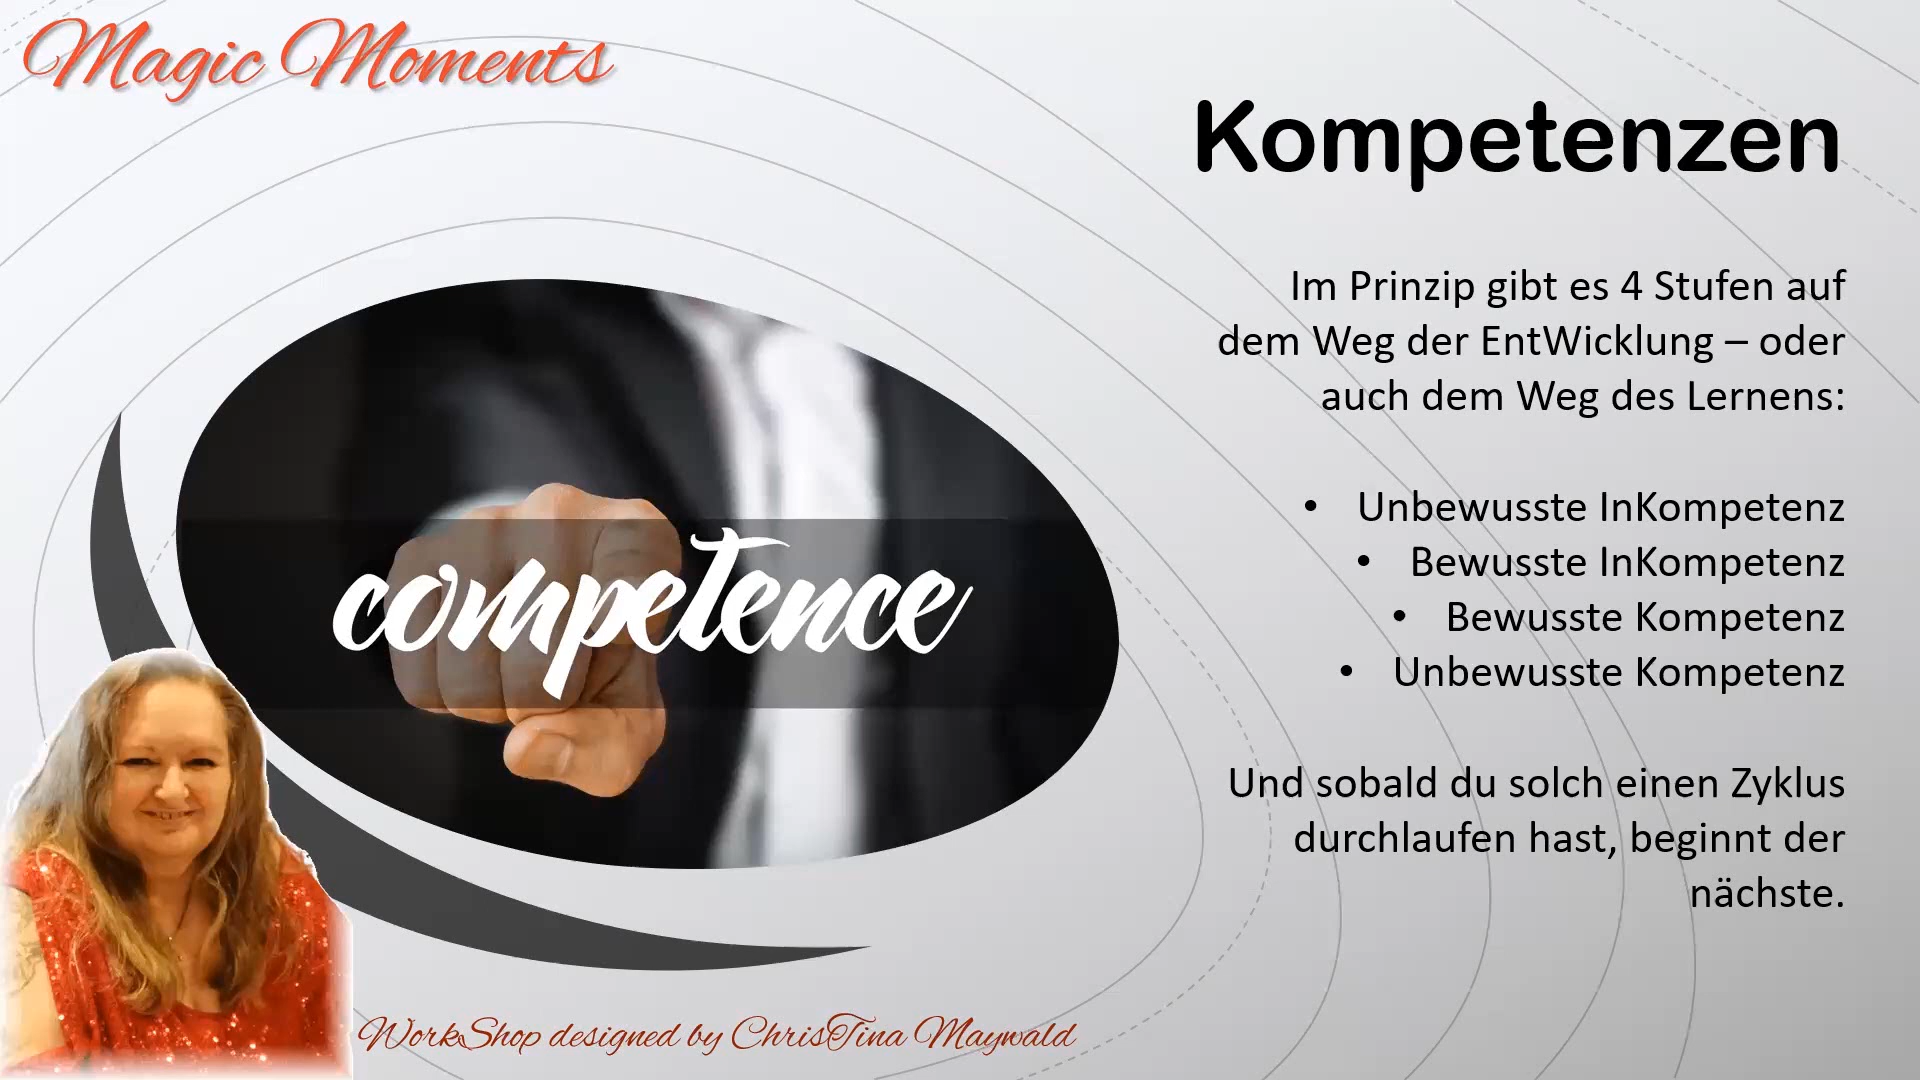 Magic Moments
Kompetenzen
Im Prinzip gibt es 4 Stufen auf
dem Weg der EntWicklung – oder
auch dem Weg des Lernens:
• Unbewusste InKompetenz
• Bewusste InKompetenz
• Bewusste Kompetenz
• Unbewusste Kompetenz
Und sobald du solch einen Zyklus
durchlaufen hast, beginnt der
nächste.
competence
WorkShop designed by ChrisTina Maywald